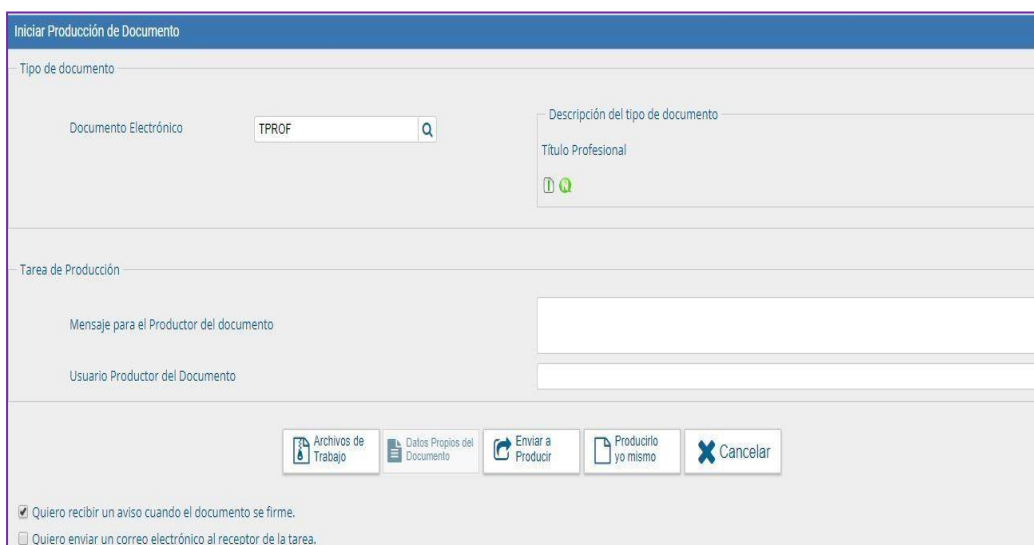 Iniciar Producción de Documento
Tipo de documento
Documento Electrónico
TPROF
Descripción del tipo de documento
Título Profesional
Tarea de Producción
Mensaje para el Productor del documento
Usuario Productor del Documento
Archivos de
Trabajo
Datos Propios del
Documento
Enviar a
Producir
Producirlo
yo mismo
Cancelar
Quiero recibir un aviso cuando el documento se firme.
Quiero enviar un correo electrónico al receptor de la tarea.